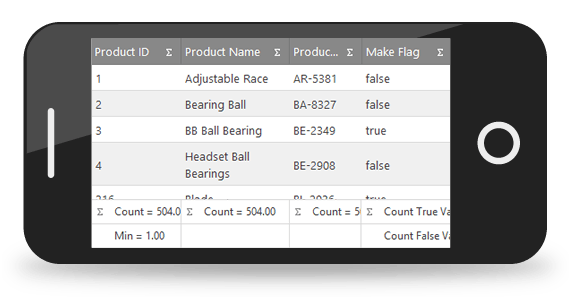 Product ID Σ Product Name Σ Produc... Σ Make Flag Σ
1 Adjustable Race AR-5381 false
2 Bearing Ball BA-8327 false
3 BB Ball Bearing BE-2349 true
4 Headset Ball Bearings BE-2908 false
316 Blade BL-2036 true
Σ Count = 504.0 Σ Count = 504.00 Σ Count = 50 Σ Count True Va
Min = 1.00 Count False Va